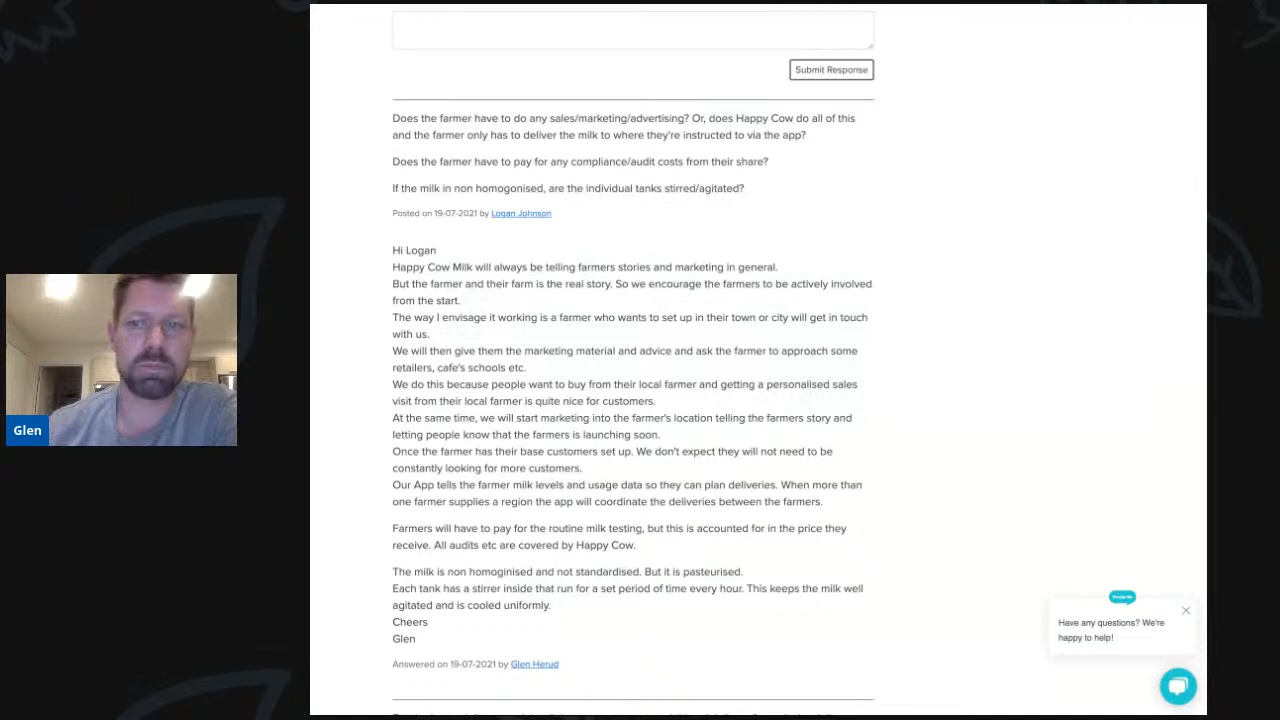 Submit Response
Does the farmer have to do any sales/marketing/advertising? Or, does Happy Cow do all of this
and the farmer only has to deliver the milk to where they're instructed to via the app?
Does the farmer have to pay for any compliance/audit costs from their share?
If the milk in non homogonised, are the individual tanks stirred/agitated?
Posted on 19-07-2021 by Logan Johnson
Hi Logan
Happy Cow Milk will always be telling farmers stories and marketing in general.
But the farmer and their farm is the real story. So we encourage the farmers to be actively involved
from the start.
The way I envisage it working is a farmer who wants to set up in their town or city will get in touch
with us.
We will then give them the marketing material and advice and ask the farmer to approach some
retailers, cafe's schools etc.
We do this because people want to buy from their local farmer and getting a personalised sales
visit from their local farmer is quite nice for customers.
At the same time, we will start marketing into the farmer's location telling the farmers story and
letting people know that the farmers is launching soon.
Once the farmer has their base customers set up. We don't expect they will not need to be
constantly looking for more customers.
Our App tells the farmer milk levels and usage data so they can plan deliveries. When more than
one farmer supplies a region the app will coordinate the deliveries between the farmers.
Farmers will have to pay for the routine milk testing, but this is accounted for in the price they
receive. All audits etc are covered by Happy Cow.
The milk is non homoginised and not standardised. But it is pasteurised.
Each tank has a stirrer inside that run for a set period of time every hour. This keeps the milk well
agitated and is cooled uniformly.
Cheers
Glen
Answered on 19-07-2021 by Glen Herud
Glen
Have any questions? We're
happy to help!